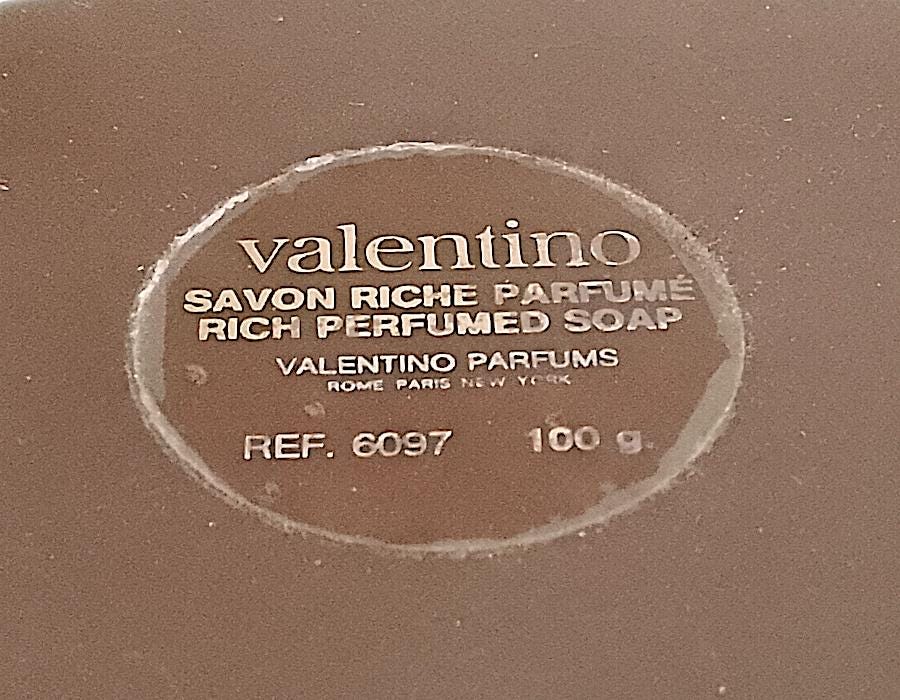 valentino
SAVON RICHE PARFUMÉ
RICH PERFUMED SOAP
VALENTINO PARFUMS
ROME PARIS NEW YORK
REF. 6097 100 g.